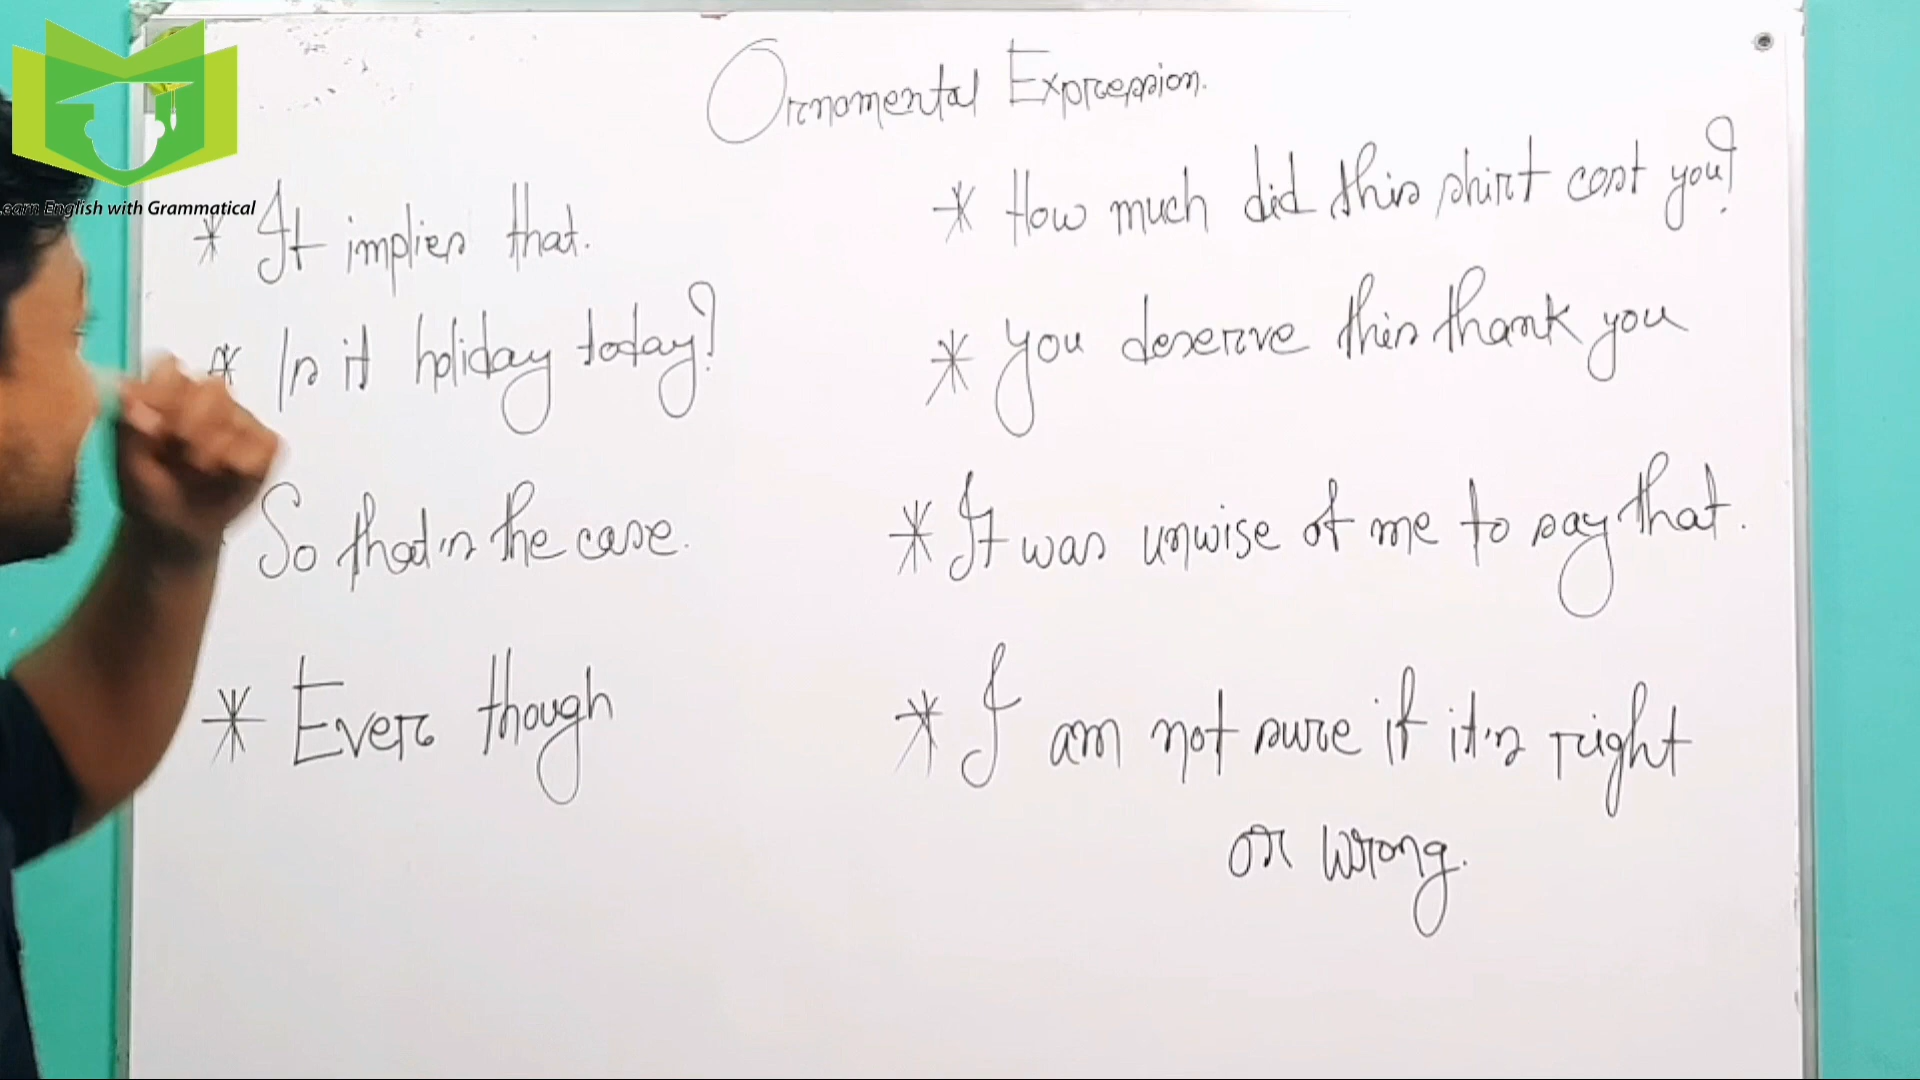 Ornomental Expression.
Learn English with Grammatical
* It implies that.
* Is it holiday today?
So that's the case.
* Ever though
* How much did this shirt cost you?
* You deserve this thank you
* It was unwise of me to say that.
* I am not sure if it's right
or wrong.